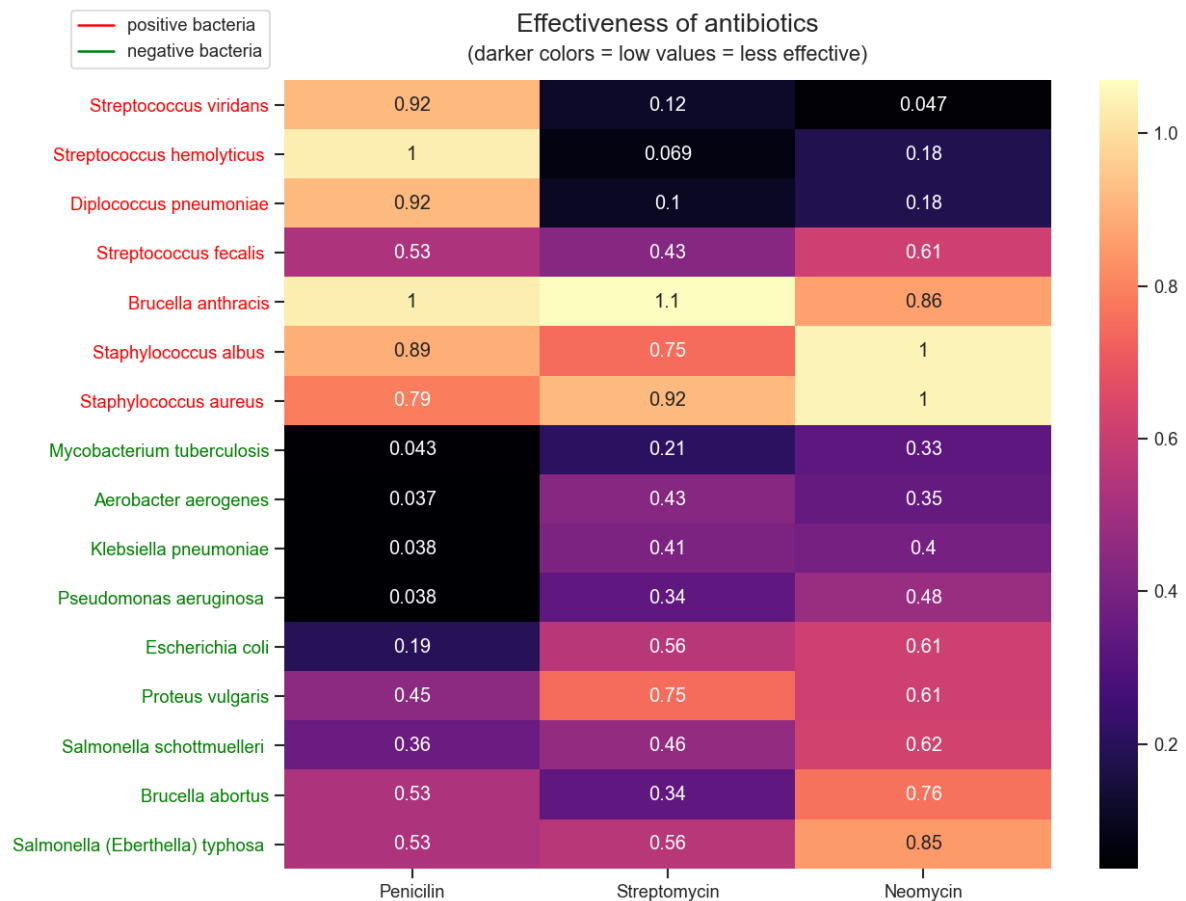 positive bacteria
negative bacteria
Effectiveness of antibiotics
(darker colors = low values = less effective)
Streptococcus viridans 0.92 0.12 0.047
Streptococcus hemolyticus 1 0.069 0.18
Diplococcus pneumoniae 0.92 0.1 0.18
Streptococcus fecalis 0.53 0.43 0.61
Brucella anthracis 1 1.1 0.86
Staphylococcus albus 0.89 0.75 1
Staphylococcus aureus 0.79 0.92 1
Mycobacterium tuberculosis 0.043 0.21 0.33
Aerobacter aerogenes 0.037 0.43 0.35
Klebsiella pneumoniae 0.038 0.41 0.4
Pseudomonas aeruginosa 0.038 0.34 0.48
Escherichia coli 0.19 0.56 0.61
Proteus vulgaris 0.45 0.75 0.61
Salmonella schottmuelleri 0.36 0.46 0.62
Brucella abortus 0.53 0.34 0.76
Salmonella (Eberthella) typhosa 0.53 0.56 0.85
Penicilin Streptomycin Neomycin
1.0
0.8
0.6
0.4
0.2